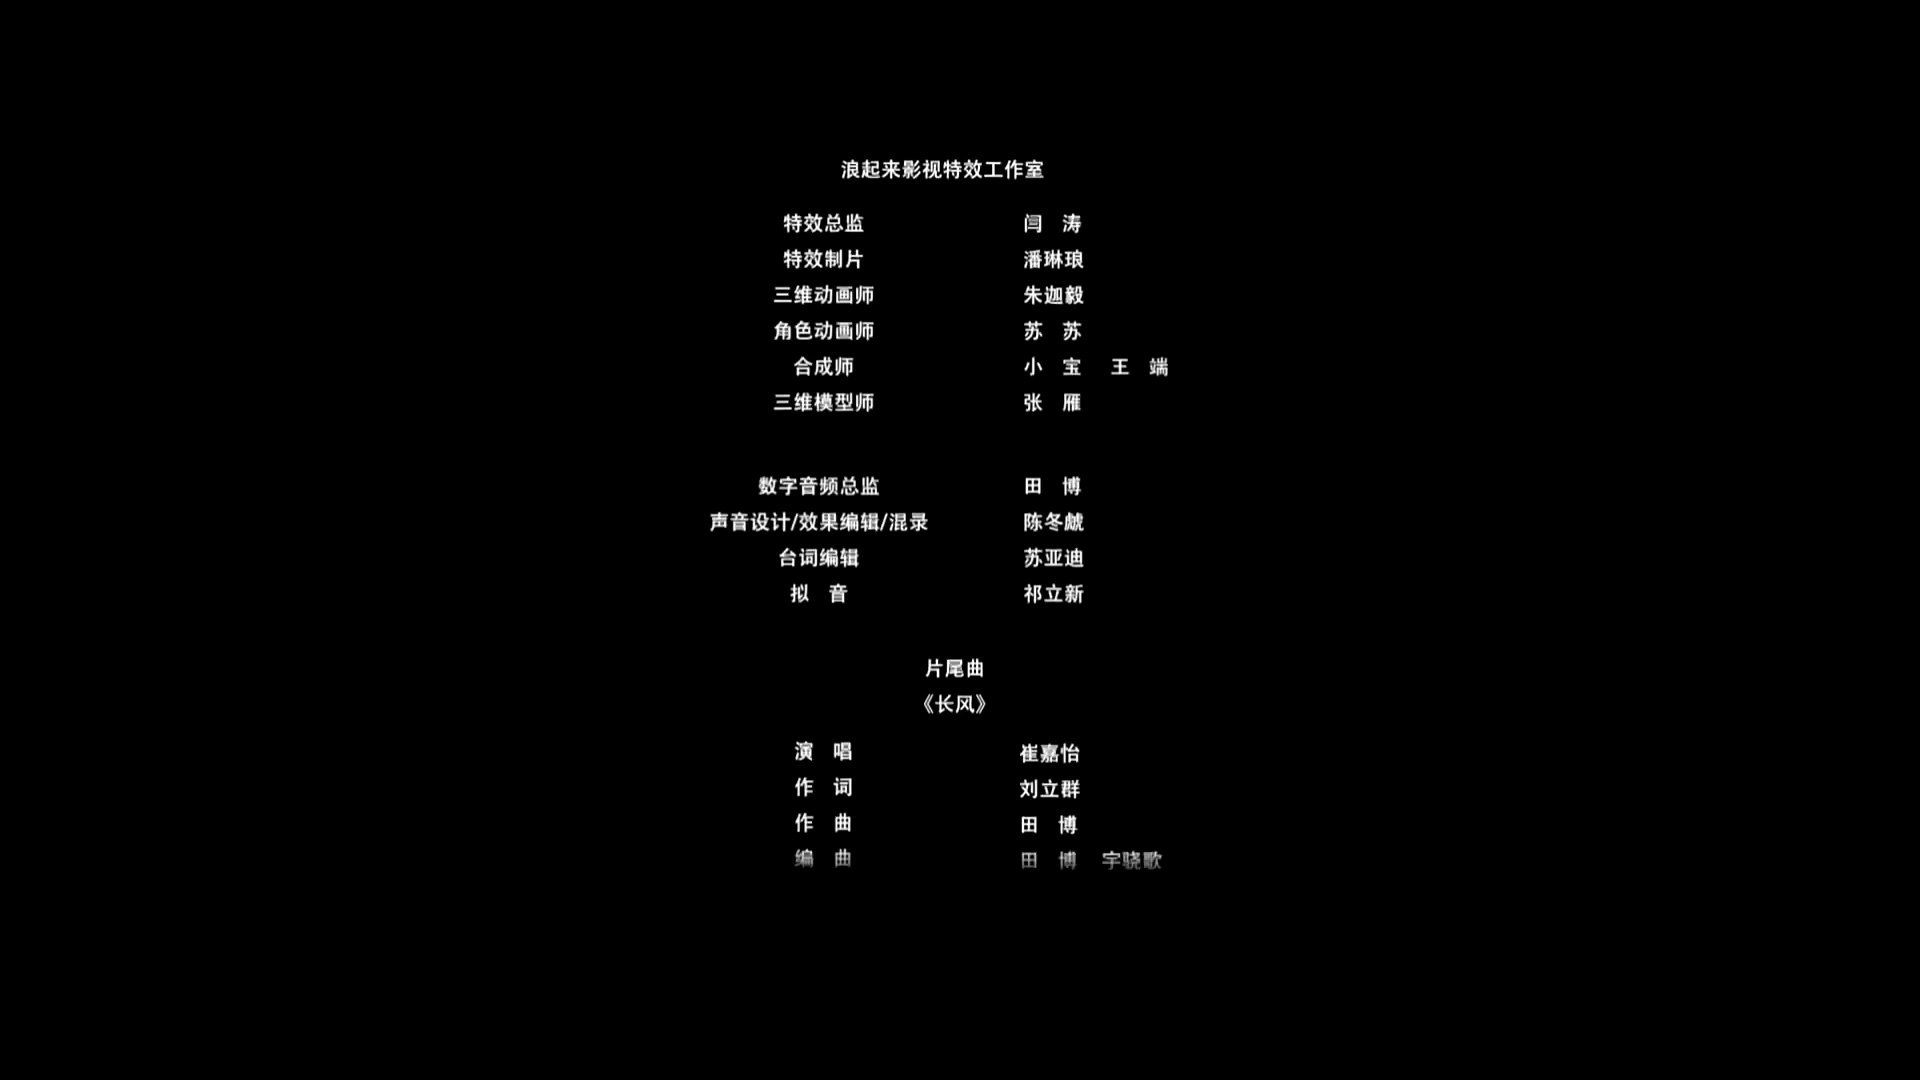 浪起来影视特效工作室
特效总监 闫 涛
特效制片 潘琳琅
三维动画师 朱迦毅
角色动画师 苏 苏
合成师 小 宝 王 端
三维模型师 张 雁
数字音频总监 田 博
声音设计/效果编辑/混录 陈冬虣
台词编辑 苏亚迪
拟 音 祁立新
片尾曲
《长风》
演 唱 崔嘉怡
作 词 刘立群
作 曲 田 博
编 曲 田 博 宇骁歌